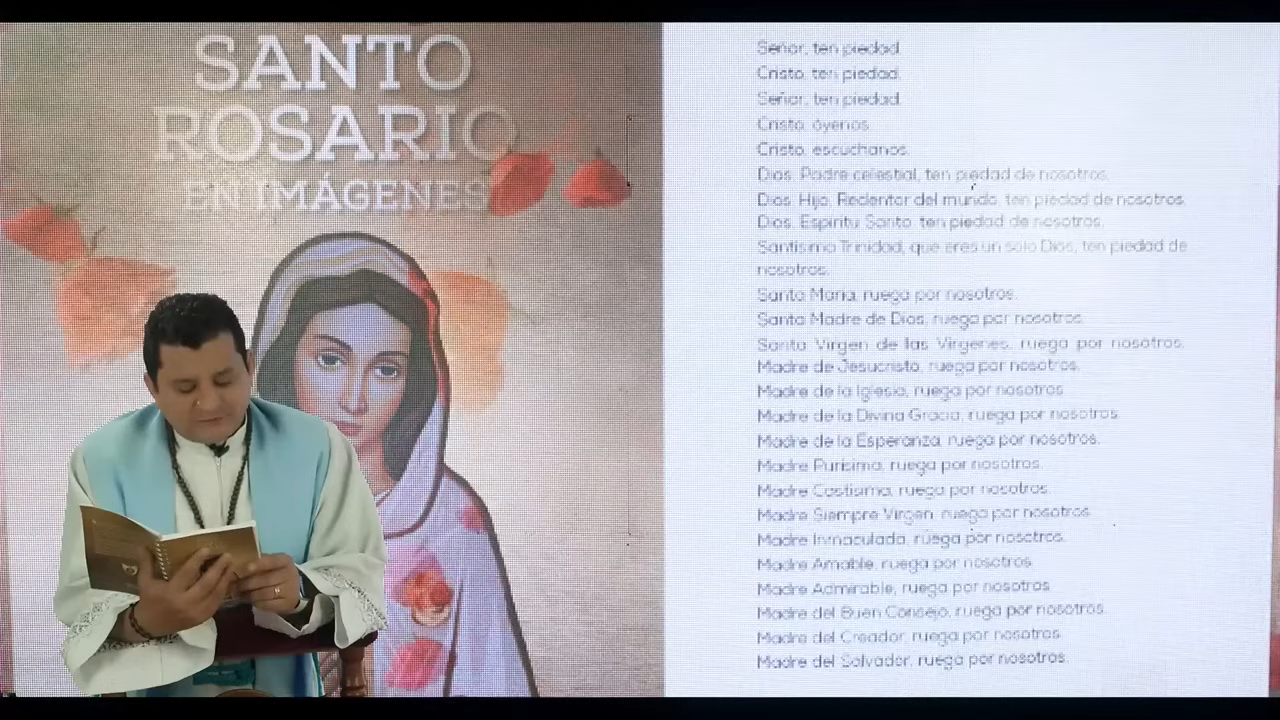 SANTO
ROSARIO
EN IMÁGENES
Señor, ten piedad.
Cristo, ten piedad.
Señor, ten piedad.
Cristo, óyenos.
Cristo, escúchanos.
Dios, Padre celestial, ten piedad de nosotros.
Dios, Hijo, Redentor del mundo, ten piedad de nosotros.
Dios, Espíritu Santo, ten piedad de nosotros.
Santísima Trinidad, que eres un solo Dios, ten piedad de
nosotros.
Santa María, ruega por nosotros.
Santa Madre de Dios, ruega por nosotros.
Santa Virgen de las Vírgenes, ruega por nosotros.
Madre de Jesucristo, ruega por nosotros.
Madre de la Iglesia, ruega por nosotros.
Madre de la Divina Gracia, ruega por nosotros.
Madre de la Esperanza, ruega por nosotros.
Madre Purísima, ruega por nosotros.
Madre Castísima, ruega por nosotros.
Madre Siempre Virgen, ruega por nosotros.
Madre Inmaculada, ruega por nosotros.
Madre Amable, ruega por nosotros.
Madre Admirable, ruega por nosotros.
Madre del Buen Consejo, ruega por nosotros.
Madre del Creador, ruega por nosotros.
Madre del Salvador, ruega por nosotros.